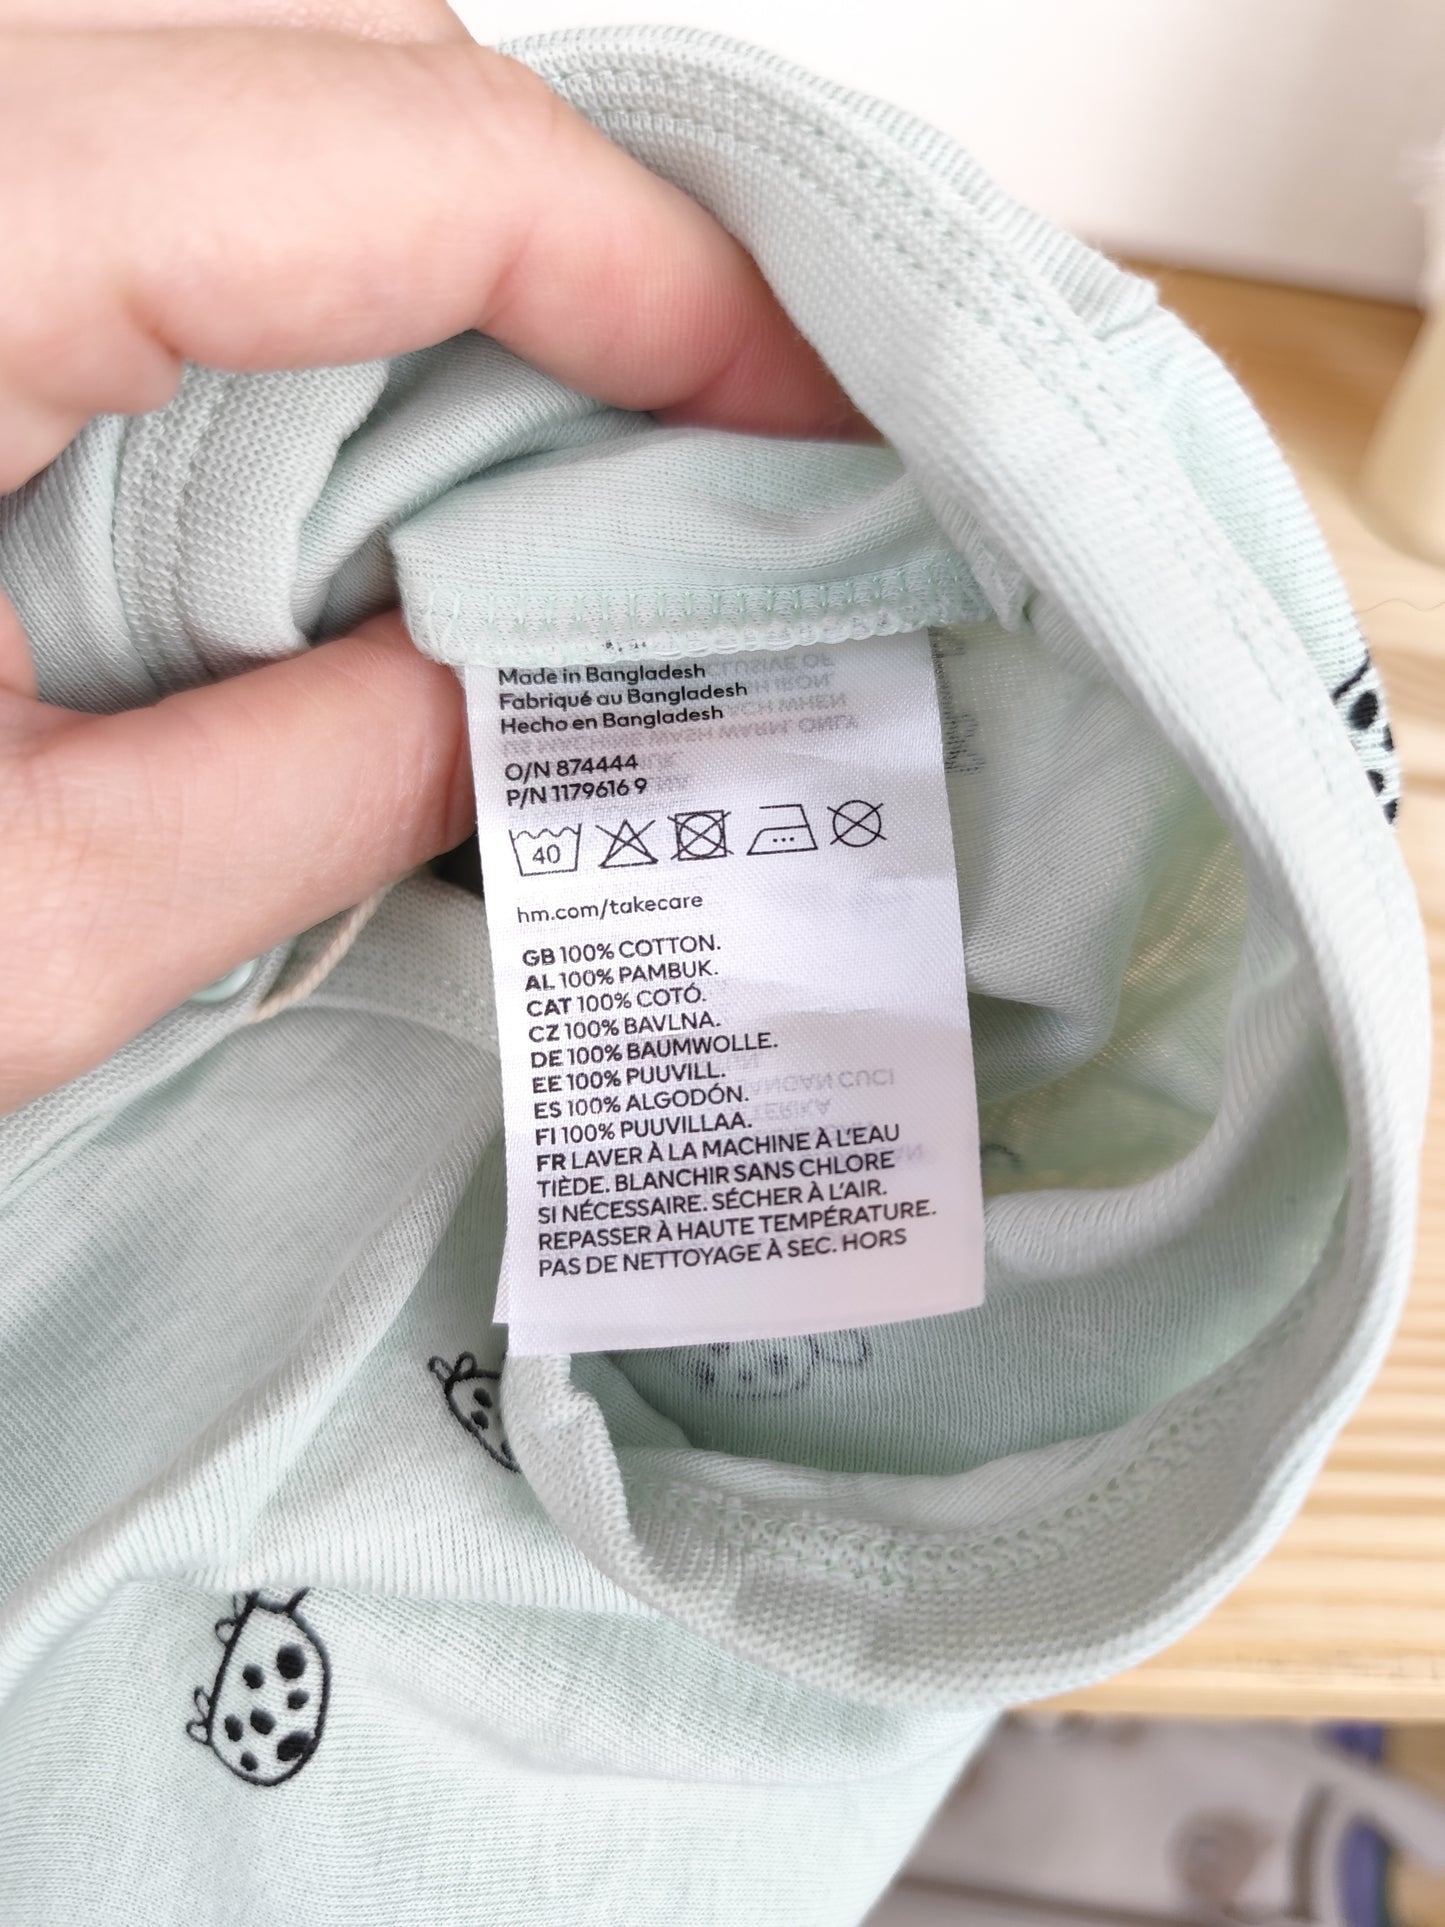 Made in Bangladesh
Fabriqué au Bangladesh
Hecho en Bangladesh
O/N 874444
P/N 1179616 9
40
hm.com/takecare
GB 100% COTTON.
AL 100% PAMBUK.
CAT 100% COTÓ.
CZ 100% BAVLNA.
DE 100% BAUMWOLLE.
EE 100% PUUVILL.
ES 100% ALGODÓN.
FI 100% PUUVILLAA.
FR LAVER À LA MACHINE À L'EAU
TIÈDE. BLANCHIR SANS CHLORE
SI NÉCESSAIRE. SÉCHER À L'AIR.
REPASSER À HAUTE TEMPÉRATURE.
PAS DE NETTOYAGE À SEC. HORS